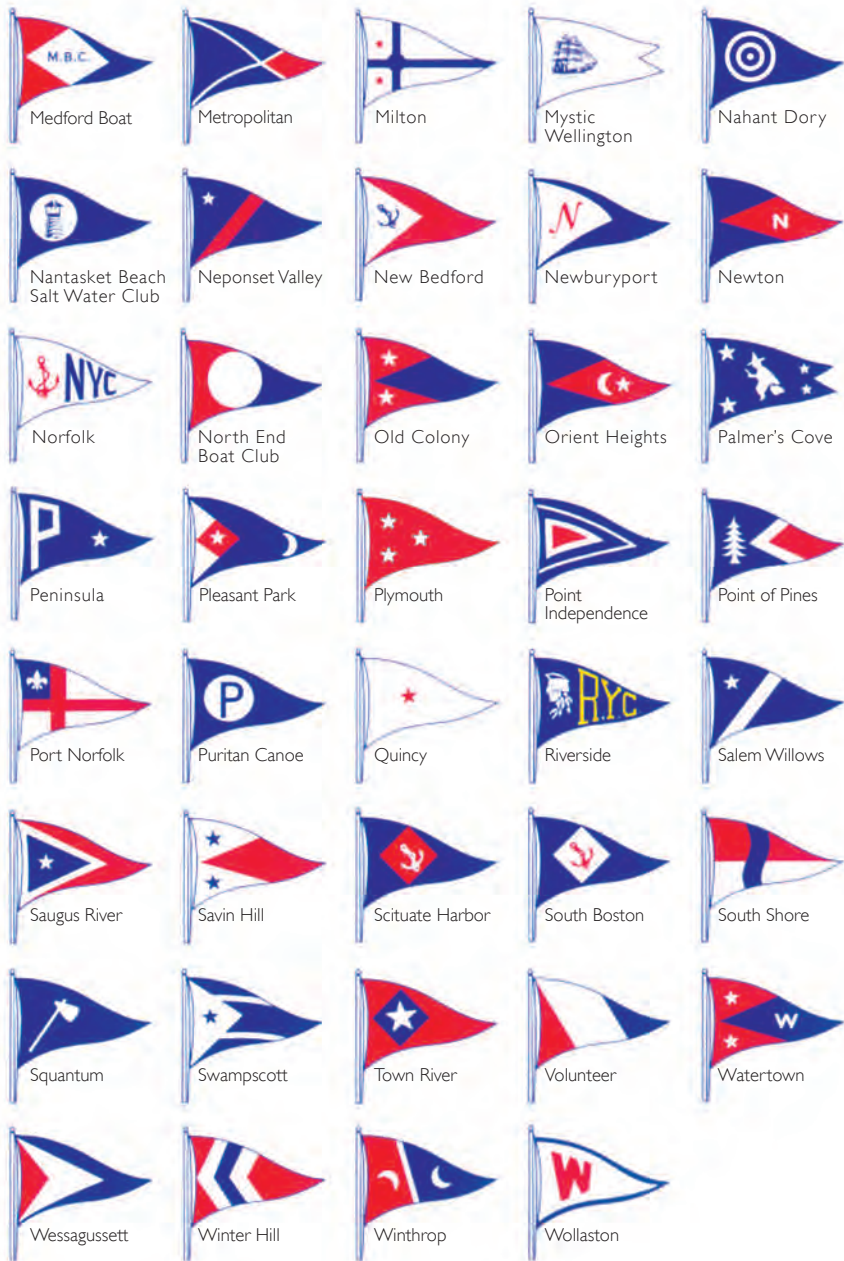 M.B.C.
Medford Boat
Metropolitan
Milton
Mystic
Wellington
Nahant Dory
Nantasket Beach
Salt Water Club
Neponset Valley
New Bedford
N
Newburyport
N
Newton
NYC
Norfolk
North End
Boat Club
Old Colony
Orient Heights
Palmer's Cove
P
Peninsula
Pleasant Park
Plymouth
Point
Independence
Point of Pines
Port Norfolk
P
Puritan Canoe
Quincy
R.Y.C
Riverside
Salem Willows
Saugus River
Savin Hill
Scituate Harbor
South Boston
South Shore
Squantum
Swampscott
Town River
Volunteer
W
Watertown
Wessagussett
Winter Hill
Winthrop
W
Wollaston